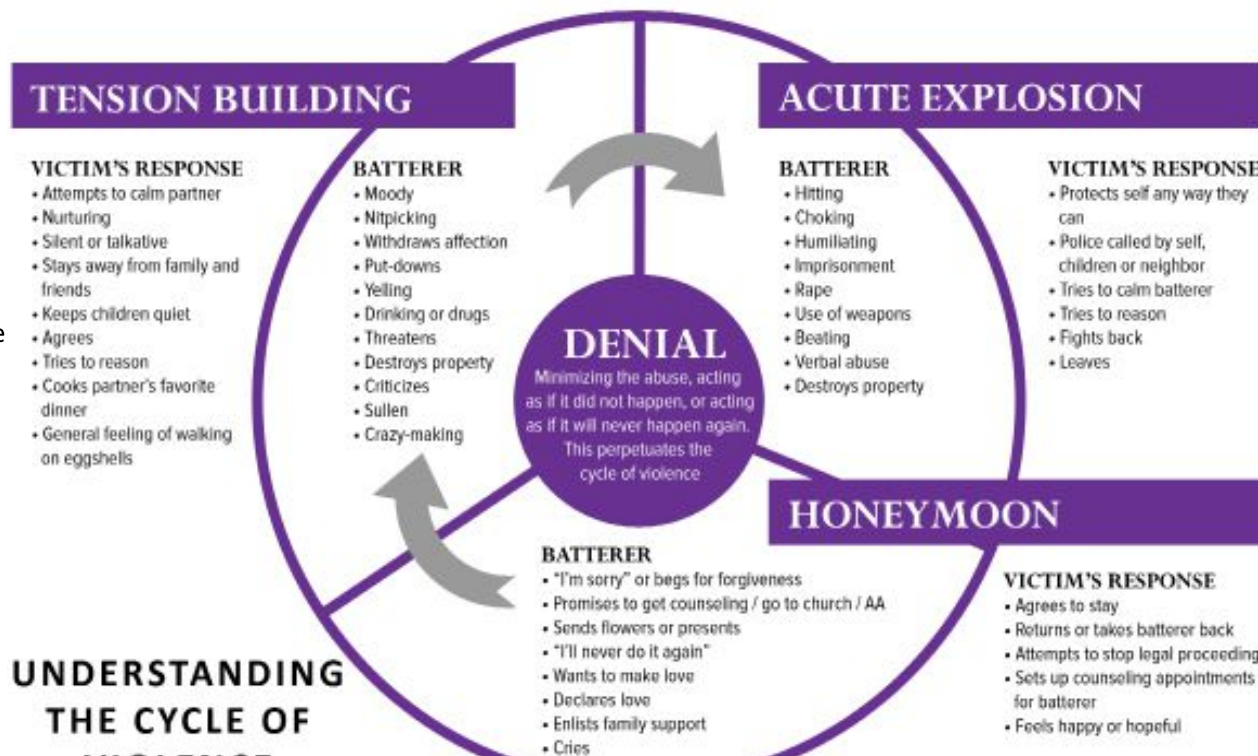 TENSION BUILDING
VICTIM'S RESPONSE
• Attempts to calm partner
• Nurturing
• Silent or talkative
• Stays away from family and
friends
• Keeps children quiet
• Agrees
• Tries to reason
• Cooks partner's favorite
dinner
• General feeling of walking
on eggshells
BATTERER
• Moody
• Nitpicking
• Withdraws affection
• Put-downs
• Yelling
• Drinking or drugs
• Threatens
• Destroys property
• Criticizes
• Sullen
• Crazy-making
ACUTE EXPLOSION
BATTERER
• Hitting
• Choking
• Humiliating
• Imprisonment
• Rape
• Use of weapons
• Beating
• Verbal abuse
• Destroys property
VICTIM'S RESPONSE
• Protects self any way they
can
• Police called by self,
children or neighbor
• Tries to calm batterer
• Tries to reason
• Fights back
• Leaves
DENIAL
Minimizing the abuse, acting
as if it did not happen, or acting
as if it will never happen again.
This perpetuates the
cycle of violence
HONEYMOON
BATTERER
• "I'm sorry" or begs for forgiveness
• Promises to get counseling / go to church / AA
• Sends flowers or presents
• "I'll never do it again"
• Wants to make love
• Declares love
• Enlists family support
• Cries
VICTIM'S RESPONSE
• Agrees to stay
• Returns or takes batterer back
• Attempts to stop legal proceeding
• Sets up counseling appointments
for batterer
• Feels happy or hopeful
UNDERSTANDING
THE CYCLE OF
VIOLENCE